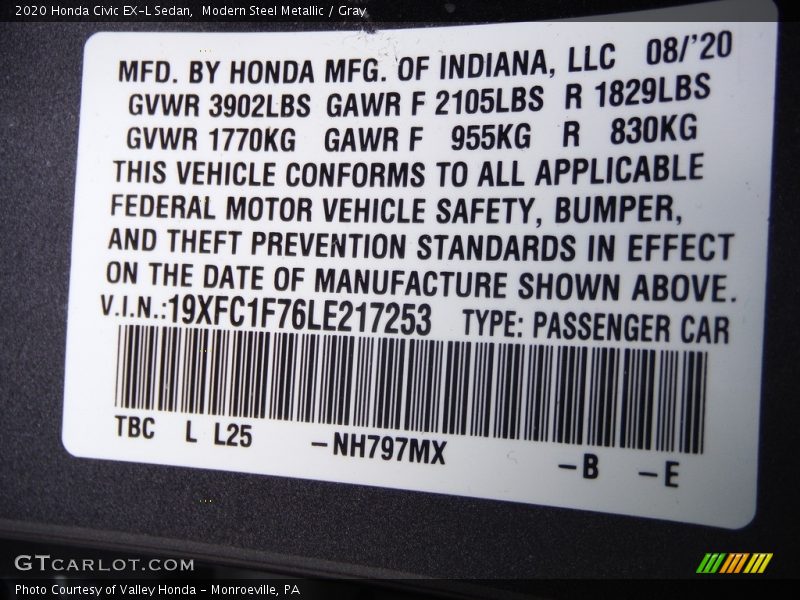 2020 Honda Civic EX-L Sedan,  Modern Steel Metallic / Gray
MFD. BY HONDA MFG. OF INDIANA, LLC 08/'20
GVWR 3902LBS GAWR F 2105LBS R 1829LBS
GVWR 1770KG GAWR F 955KG R 830KG
THIS VEHICLE CONFORMS TO ALL APPLICABLE
FEDERAL MOTOR VEHICLE SAFETY, BUMPER,
AND THEFT PREVENTION STANDARDS IN EFFECT
ON THE DATE OF MANUFACTURE SHOWN ABOVE.
V.I.N.:19XFC1F76LE217253 TYPE: PASSENGER CAR
TBC L L25 –NH797MX –B –E
GTCARLOT.COM
Photo Courtesy of Valley Honda - Monroeville, PA